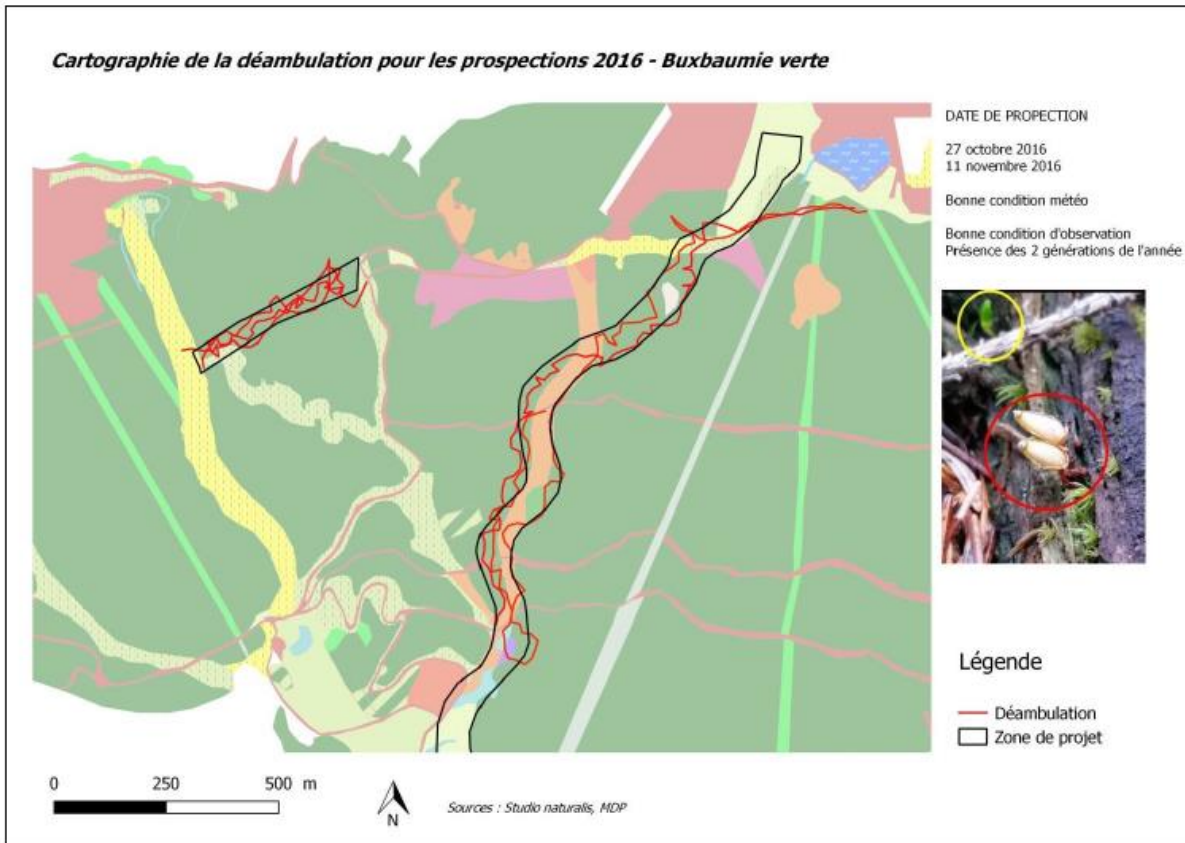 Cartographie de la déambulation pour les prospections 2016 - Buxbaumie verte
DATE DE PROPECTION
27 octobre 2016
11 novembre 2016
Bonne condition météo
Bonne condition d'observation
Présence des 2 générations de l'année
Légende
Déambulation
Zone de projet
0 250 500 m
N
Sources : Studio naturalis, MDP